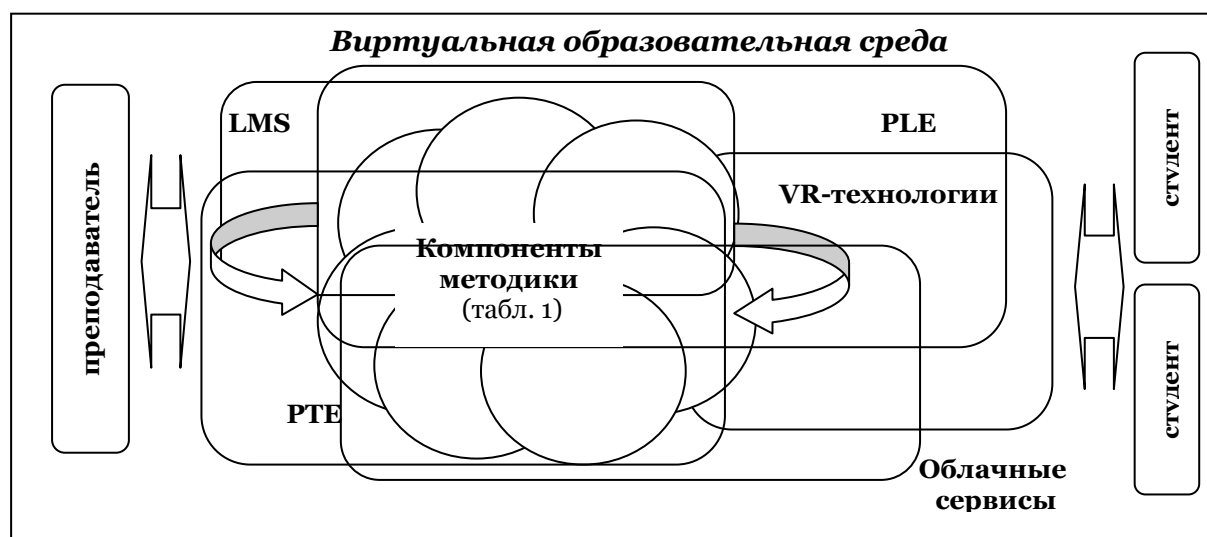 Виртуальная образовательная среда
преподаватель
LMS
PLE
VR-технологии
Компоненты
методики
(табл. 1)
PTE
Облачные
сервисы
студент
студент